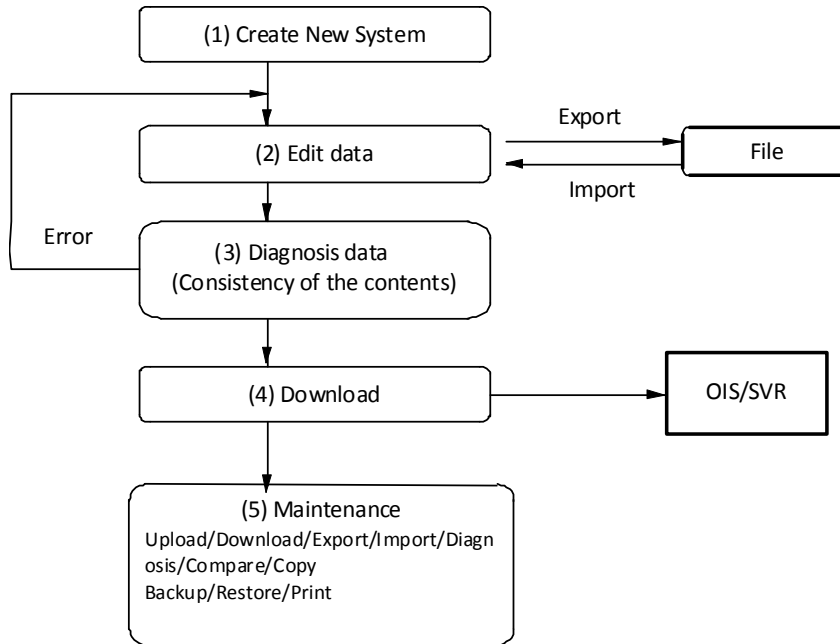 (1) Create New System
(2) Edit data
Export
Import
File
Error
(3) Diagnosis data
(Consistency of the contents)
(4) Download
OIS/SVR
(5) Maintenance
Upload/Download/Export/Import/Diagn
osis/Compare/Copy
Backup/Restore/Print